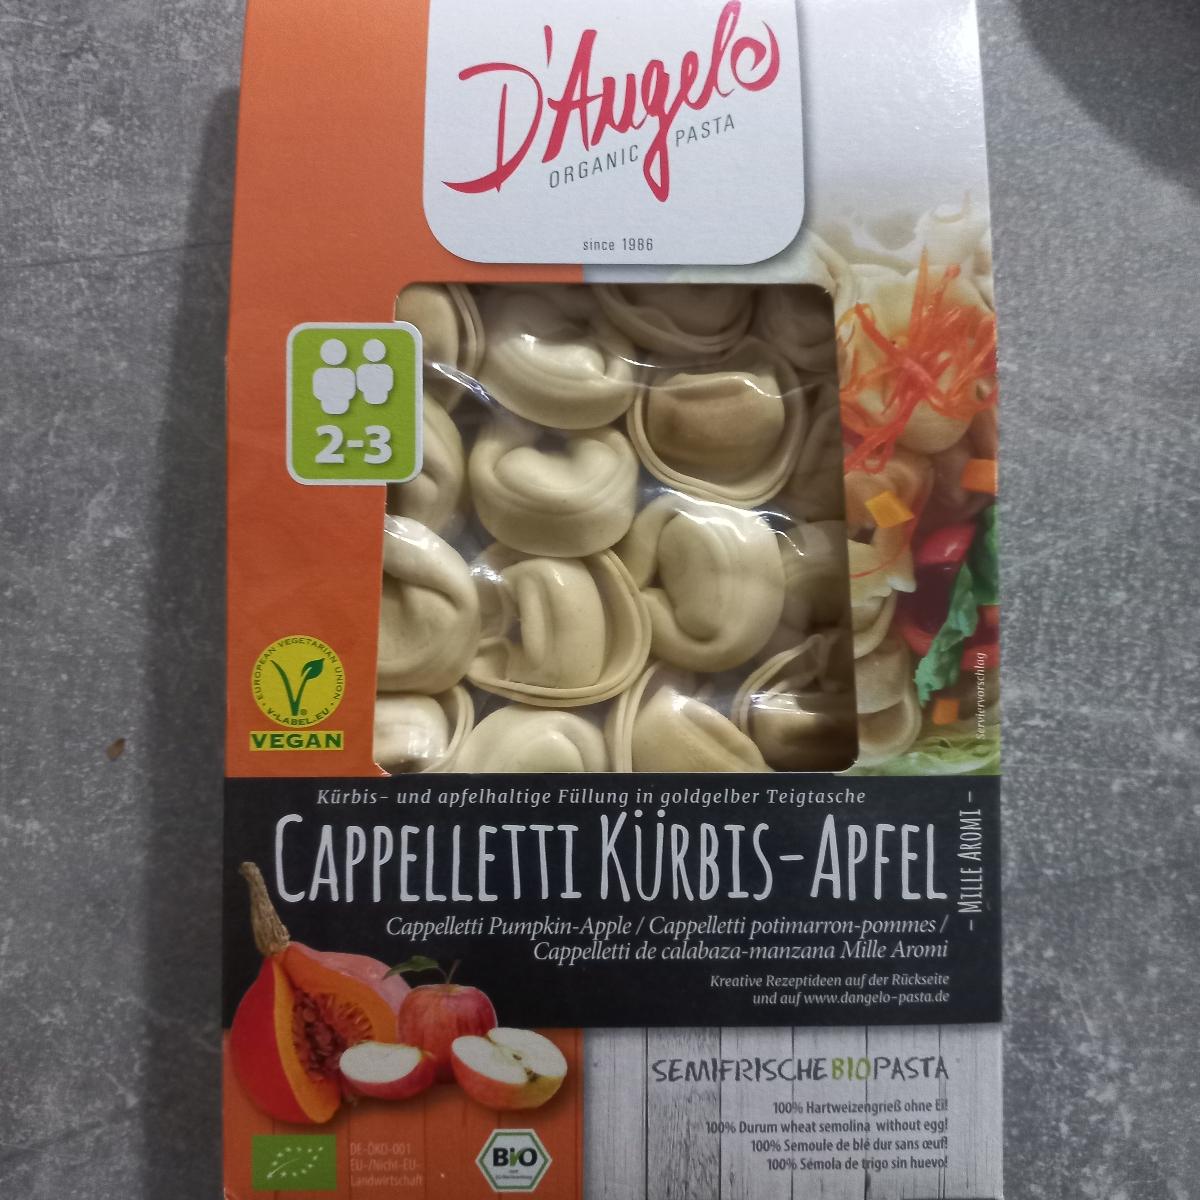 D'Angelo
ORGANIC PASTA
since 1986
2-3
EUROPEAN VEGETARIAN UNION
V-LABEL.EU
VEGAN
Serviervorschlag
Kürbis- und apfelhaltige Füllung in goldgelber Teigtasche
CAPPELLETTI KÜRBIS-APFEL
- MILLE AROMI -
Cappelletti Pumpkin-Apple / Cappelletti potimarron-pommes /
Cappelletti de calabaza-manzana Mille Aromi
Kreative Rezeptideen auf der Rückseite
und auf www.dangelo-pasta.de
SEMIFRISCHE BIO PASTA
100% Hartweizengrieß ohne Ei!
100% Durum wheat semolina without egg!
100% Semoule de blé dur sans œuf!
100% Sémola de trigo sin huevo!
DE-ÖKO-001
EU-/Nicht-EU-
Landwirtschaft
BIO